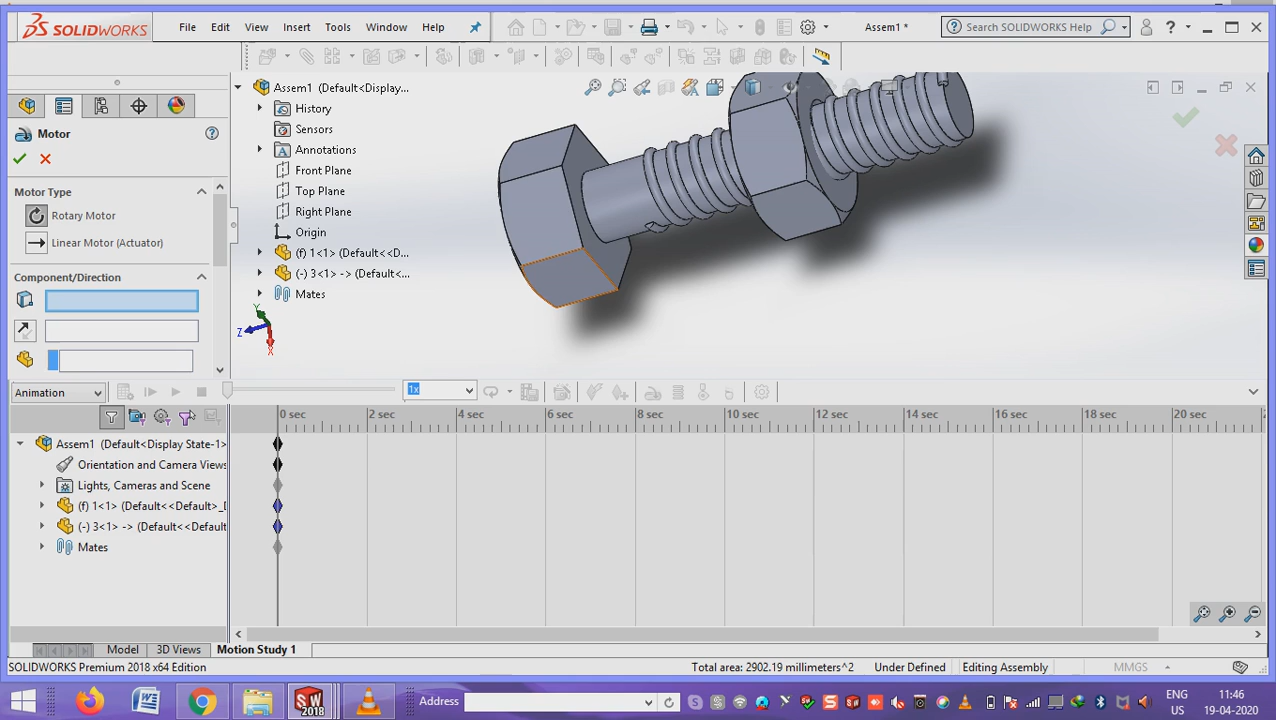 SOLIDWORKS File Edit View Insert Tools Window Help Assem1 * Search SOLIDWORKS Help ?
Motor
Motor Type
Rotary Motor
Linear Motor (Actuator)
Component/Direction
Assem1 (Default<Display...
History
Sensors
A Annotations
Front Plane
Top Plane
Right Plane
Origin
(f) 1<1> (Default<<D...
(-) 3<1> -> (Default<...
Mates
Y
Z
X
Animation 1x
0 sec 2 sec 4 sec 6 sec 8 sec 10 sec 12 sec 14 sec 16 sec 18 sec 20 sec
Assem1 (Default<Display State-1>
Orientation and Camera Views
Lights, Cameras and Scene
(f) 1<1> (Default<<Default>_
(-) 3<1> -> (Default<<Default
Mates
Model 3D Views Motion Study 1
SOLIDWORKS Premium 2018 x64 Edition Total area: 2902.19 millimeters^2 Under Defined Editing Assembly MMGS
SW 2018 Address ENG US 11:46 19-04-2020